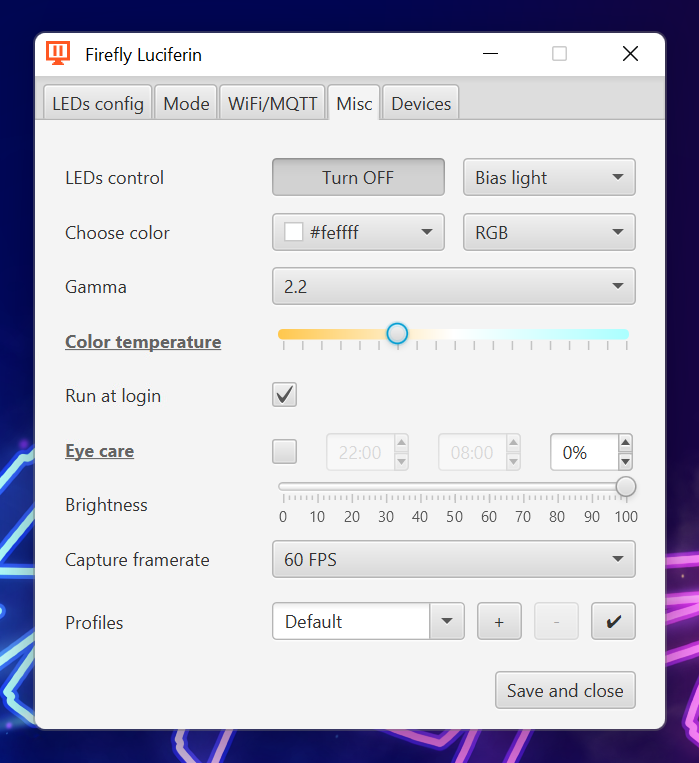 Firefly Luciferin
LEDs config Mode WiFi/MQTT Misc Devices
LEDs control Turn OFF Bias light
Choose color #feffff RGB
Gamma 2.2
Color temperature
Run at login
Eye care 22:00 08:00 0%
Brightness
0 10 20 30 40 50 60 70 80 90 100
Capture framerate 60 FPS
Profiles Default + -
Save and close